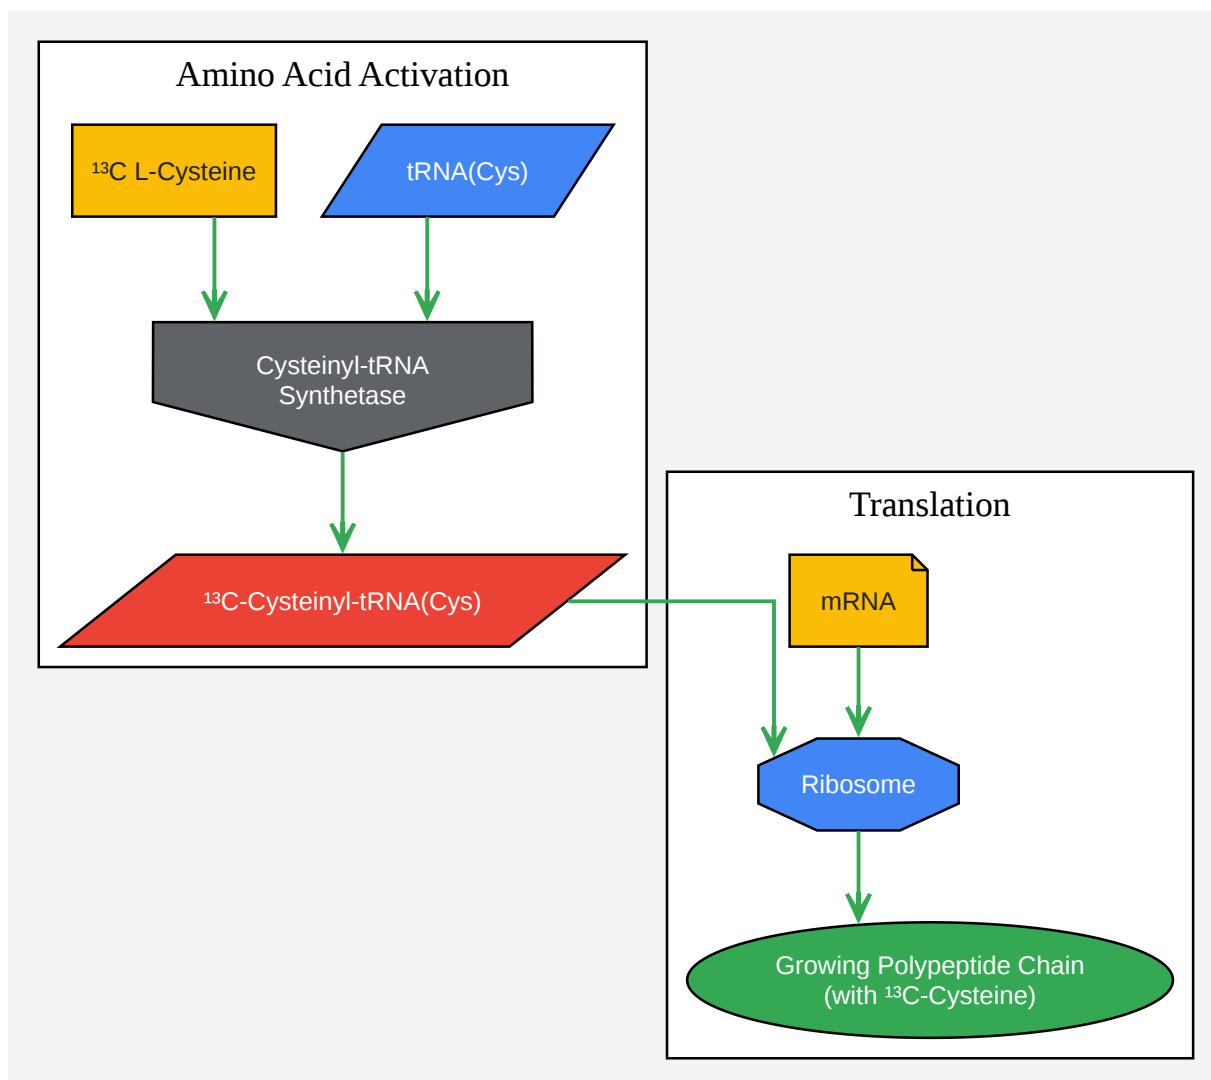 Amino Acid Activation
¹³C L-Cysteine
tRNA(Cys)
Cysteinyl-tRNA
Synthetase
¹³C-Cysteinyl-tRNA(Cys)
Translation
mRNA
Ribosome
Growing Polypeptide Chain
(with ¹³C-Cysteine)